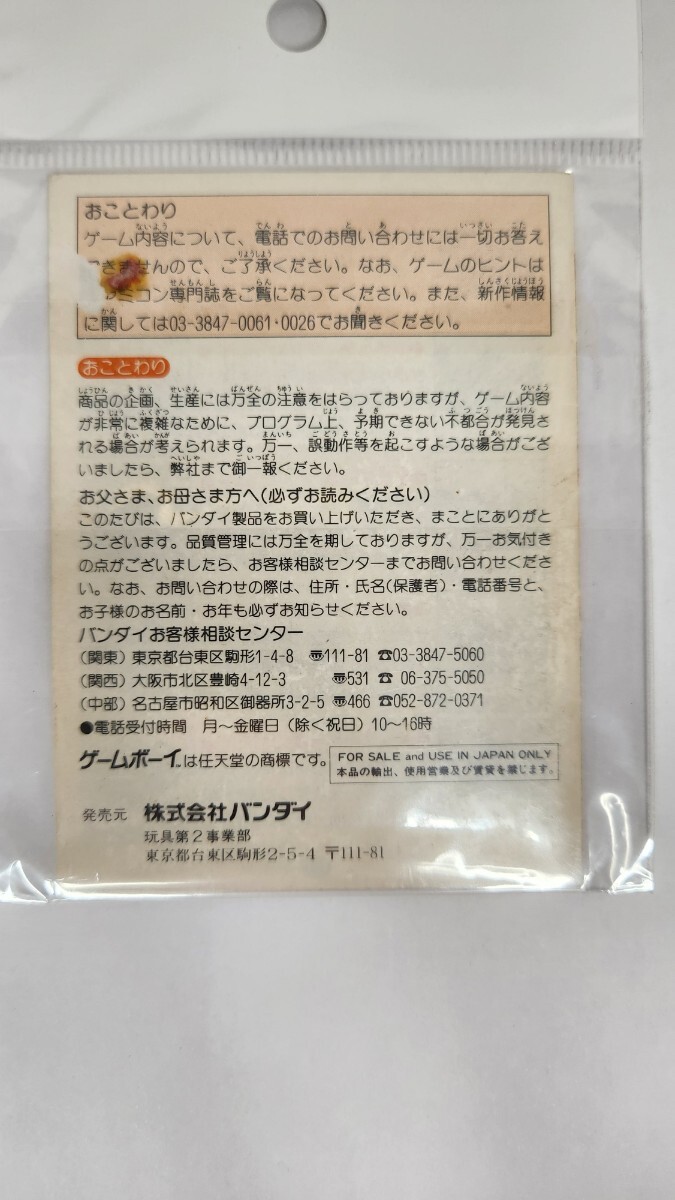 おことわり
ゲーム内容について、電話でのお問い合わせには一切お答え
きませんので、ご了承ください。なお、ゲームのヒントは
ミコン専門誌をご覧になってください。また、新作情報
に関しては03-3847-0061・0026でお聞きください。
おことわり
商品の企画、生産には万全の注意をはらっておりますが、ゲーム内容
が非常に複雑なために、プログラム上、予期できない不都合が発見さ
れる場合が考えられます。万一、誤動作等を起こすような場合がござ
いましたら、弊社まで御一報ください。
お父さま、お母さま方へ(必ずお読みください)
このたびは、バンダイ製品をお買い上げいただき、まことにありがと
うございます。品質管理には万全を期しておりますが、万一お気付き
の点がございましたら、お客様相談センターまでお問い合わせくださ
い。なお、お問い合わせの際は、住所・氏名(保護者)・電話番号と、
お子様のお名前・お年も必ずお知らせください。
バンダイお客様相談センター
(関東) 東京都台東区駒形1-4-8 〠111-81 ☎03-3847-5060
(関西) 大阪市北区豊崎4-12-3 〠531 ☎ 06-375-5050
(中部) 名古屋市昭和区御器所3-2-5 〠466 ☎052-872-0371
●電話受付時間 月〜金曜日(除く祝日)10〜16時
ゲームボーイ™は任天堂の商標です。
FOR SALE and USE IN JAPAN ONLY
本品の輸出、使用営業及び賃貸を禁じます。
発売元 株式会社バンダイ
玩具第2事業部
東京都台東区駒形2-5-4 〒111-81